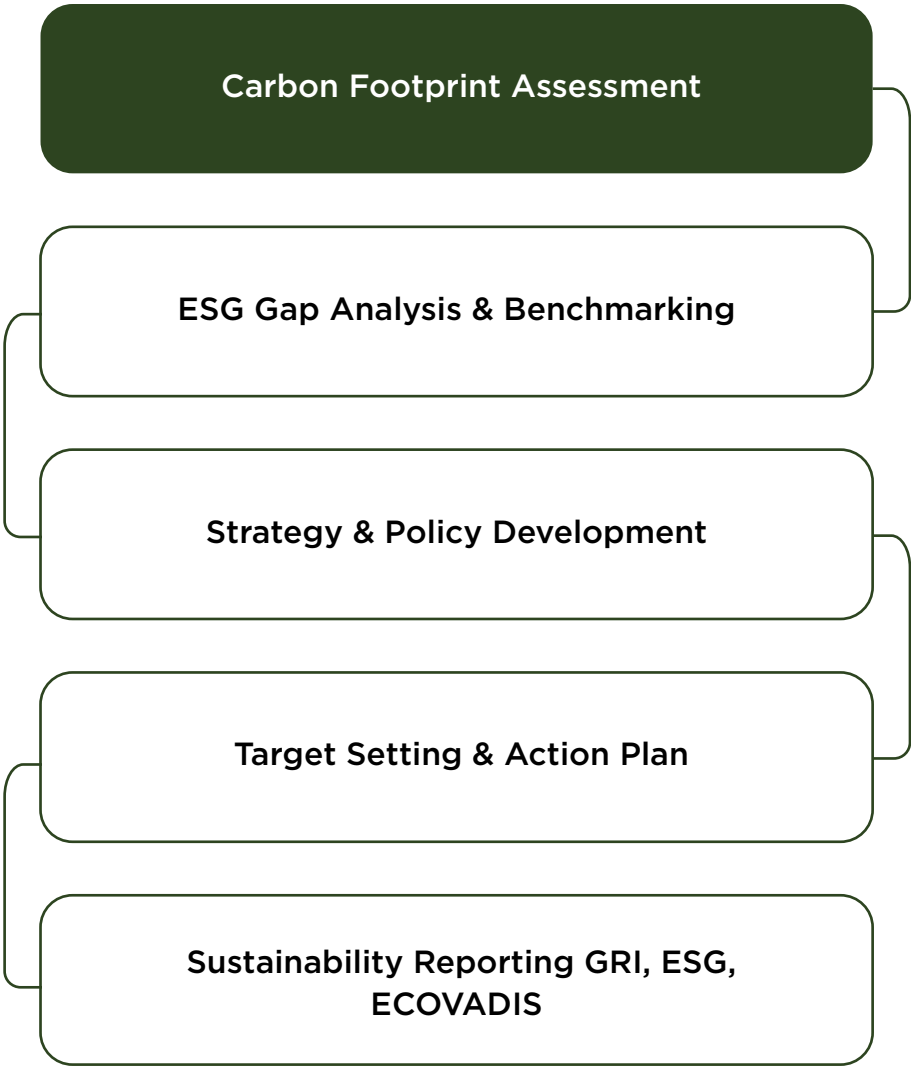 Carbon Footprint Assessment
ESG Gap Analysis & Benchmarking
Strategy & Policy Development
Target Setting & Action Plan
Sustainability Reporting GRI, ESG,
ECOVADIS